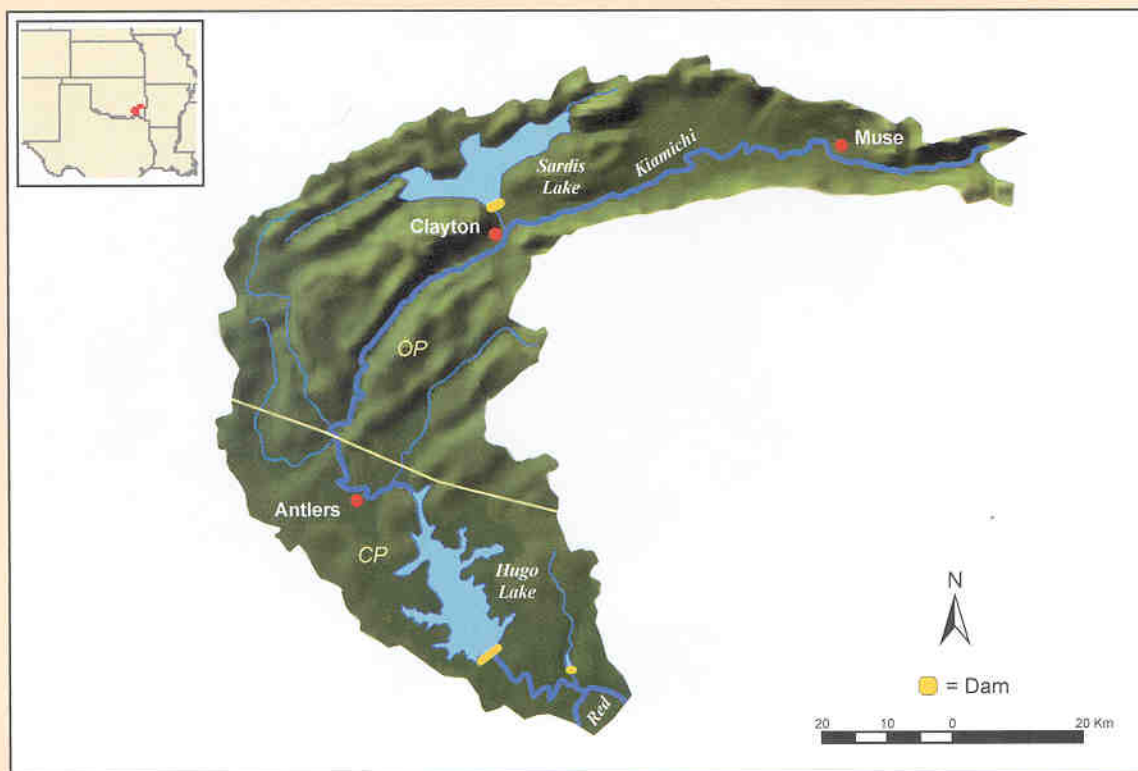 Muse
Kiamichi
Sardis
Lake
Clayton
OP
Antlers
CP
Hugo
Lake
Red
N
= Dam
20 10 0 20 Km